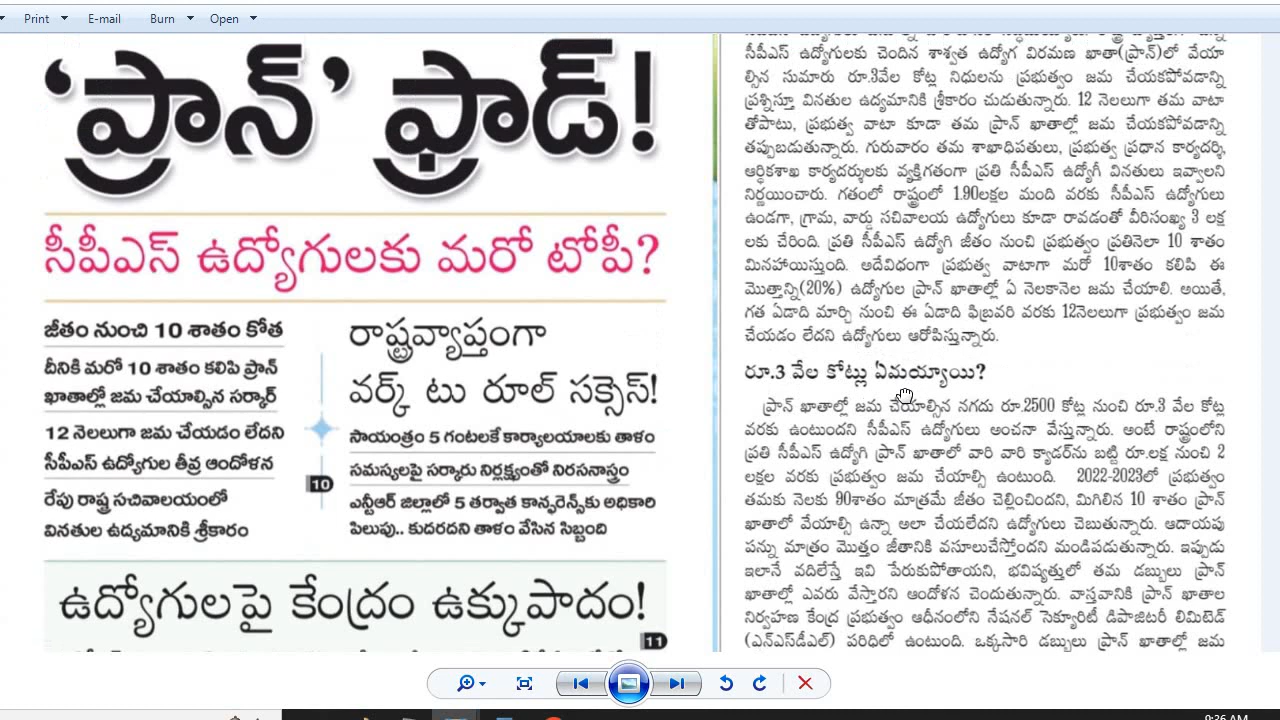 Print
E-mail
Burn
Open
‘ప్రాన్’ ఫ్రాడ్!
సీపీఎస్ ఉద్యోగులకు మరో టోపీ?
జీతం నుంచి 10 శాతం కోత
దీనికి మరో 10 శాతం కలిపి ప్రాన్
ఖాతాల్లో జమ చేయాల్సిన సర్కార్
12 నెలలుగా జమ చేయడం లేదని
సీపీఎస్ ఉద్యోగుల తీవ్ర ఆందోళన
రేపు రాష్ట్ర సచివాలయంలో
వినతుల ఉద్యమానికి శ్రీకారం
10
రాష్ట్రవ్యాప్తంగా
వర్క్ టు రూల్ సక్సెస్!
సాయంత్రం 5 గంటలకే కార్యాలయాలకు తాళం
సమస్యలపై సర్కారు నిర్లక్ష్యంతో నిరసనాస్త్రం
ఎన్టీఆర్ జిల్లాలో 5 తర్వాత కాన్ఫరెన్స్‌కు అధికారి
పిలుపు.. కుదరదని తాళం వేసిన సిబ్బంది
ఉద్యోగులపై కేంద్రం ఉక్కుపాదం!
11
సీపీఎస్ ఉద్యోగులకు చెందిన శాశ్వత ఉద్యోగ విరమణ ఖాతా(ప్రాన్)లో వేయా
ల్సిన సుమారు రూ.3వేల కోట్ల నిధులను ప్రభుత్వం జమ చేయకపోవడాన్ని
ప్రశ్నిస్తూ వినతుల ఉద్యమానికి శ్రీకారం చుడుతున్నారు. 12 నెలలుగా తమ వాటా
తోపాటు, ప్రభుత్వ వాటా కూడా తమ ప్రాన్ ఖాతాల్లో జమ చేయకపోవడాన్ని
తప్పుబడుతున్నారు. గురువారం తమ శాఖాధిపతులు, ప్రభుత్వ ప్రధాన కార్యదర్శి,
ఆర్థికశాఖ కార్యదర్శులకు వ్యక్తిగతంగా ప్రతి సీపీఎస్ ఉద్యోగీ వినతులు ఇవ్వాలని
నిర్ణయించారు. గతంలో రాష్ట్రంలో 1.90లక్షల మంది వరకు సీపీఎస్ ఉద్యోగులు
ఉండగా, గ్రామ, వార్డు సచివాలయ ఉద్యోగులు కూడా రావడంతో వీరిసంఖ్య 3 లక్ష
లకు చేరింది. ప్రతి సీపీఎస్ ఉద్యోగి జీతం నుంచి ప్రభుత్వం ప్రతినెలా 10 శాతం
మినహాయిస్తుంది. అదేవిధంగా ప్రభుత్వ వాటాగా మరో 10శాతం కలిపి ఈ
మొత్తాన్ని(20%) ఉద్యోగుల ప్రాన్ ఖాతాల్లో ఏ నెలకానెల జమ చేయాలి. అయితే,
గత ఏడాది మార్చి నుంచి ఈ ఏడాది ఫిబ్రవరి వరకు 12నెలలుగా ప్రభుత్వం జమ
చేయడం లేదని ఉద్యోగులు ఆరోపిస్తున్నారు.
రూ.3 వేల కోట్లు ఏమయ్యాయి?
ప్రాన్ ఖాతాల్లో జమ చేయాల్సిన నగదు రూ.2500 కోట్ల నుంచి రూ.3 వేల కోట్ల
వరకు ఉంటుందని సీపీఎస్ ఉద్యోగులు అంచనా వేస్తున్నారు. అంటే రాష్ట్రంలోని
ప్రతి సీపీఎస్ ఉద్యోగి ప్రాన్ ఖాతాలో వారి వారి క్యాడర్‌ను బట్టి రూ.లక్ష నుంచి 2
లక్షల వరకు ప్రభుత్వం జమ చేయాల్సి ఉంటుంది. 2022-2023లో ప్రభుత్వం
తమకు నెలకు 90శాతం మాత్రమే జీతం చెల్లించిందని, మిగిలిన 10 శాతం ప్రాన్
ఖాతాలో వేయాల్సి ఉన్నా అలా చేయలేదని ఉద్యోగులు చెబుతున్నారు. ఆదాయపు
పన్ను మాత్రం మొత్తం జీతానికి వసూలుచేస్తోందని మండిపడుతున్నారు. ఇప్పుడు
ఇలానే వదిలేస్తే ఇవి పేరుకుపోతాయని, భవిష్యత్తులో తమ డబ్బులు ప్రాన్
ఖాతాల్లో ఎవరు వేస్తారని ఆందోళన చెందుతున్నారు. వాస్తవానికి ప్రాన్ ఖాతాల
నిర్వహణ కేంద్ర ప్రభుత్వం ఆధీనంలోని నేషనల్ సెక్యూరిటీ డిపాజిటరీ లిమిటెడ్
(ఎన్ఎస్‌డీఎల్) పరిధిలో ఉంటుంది. ఒక్కసారి డబ్బులు ప్రాన్ ఖాతాల్లో జమ